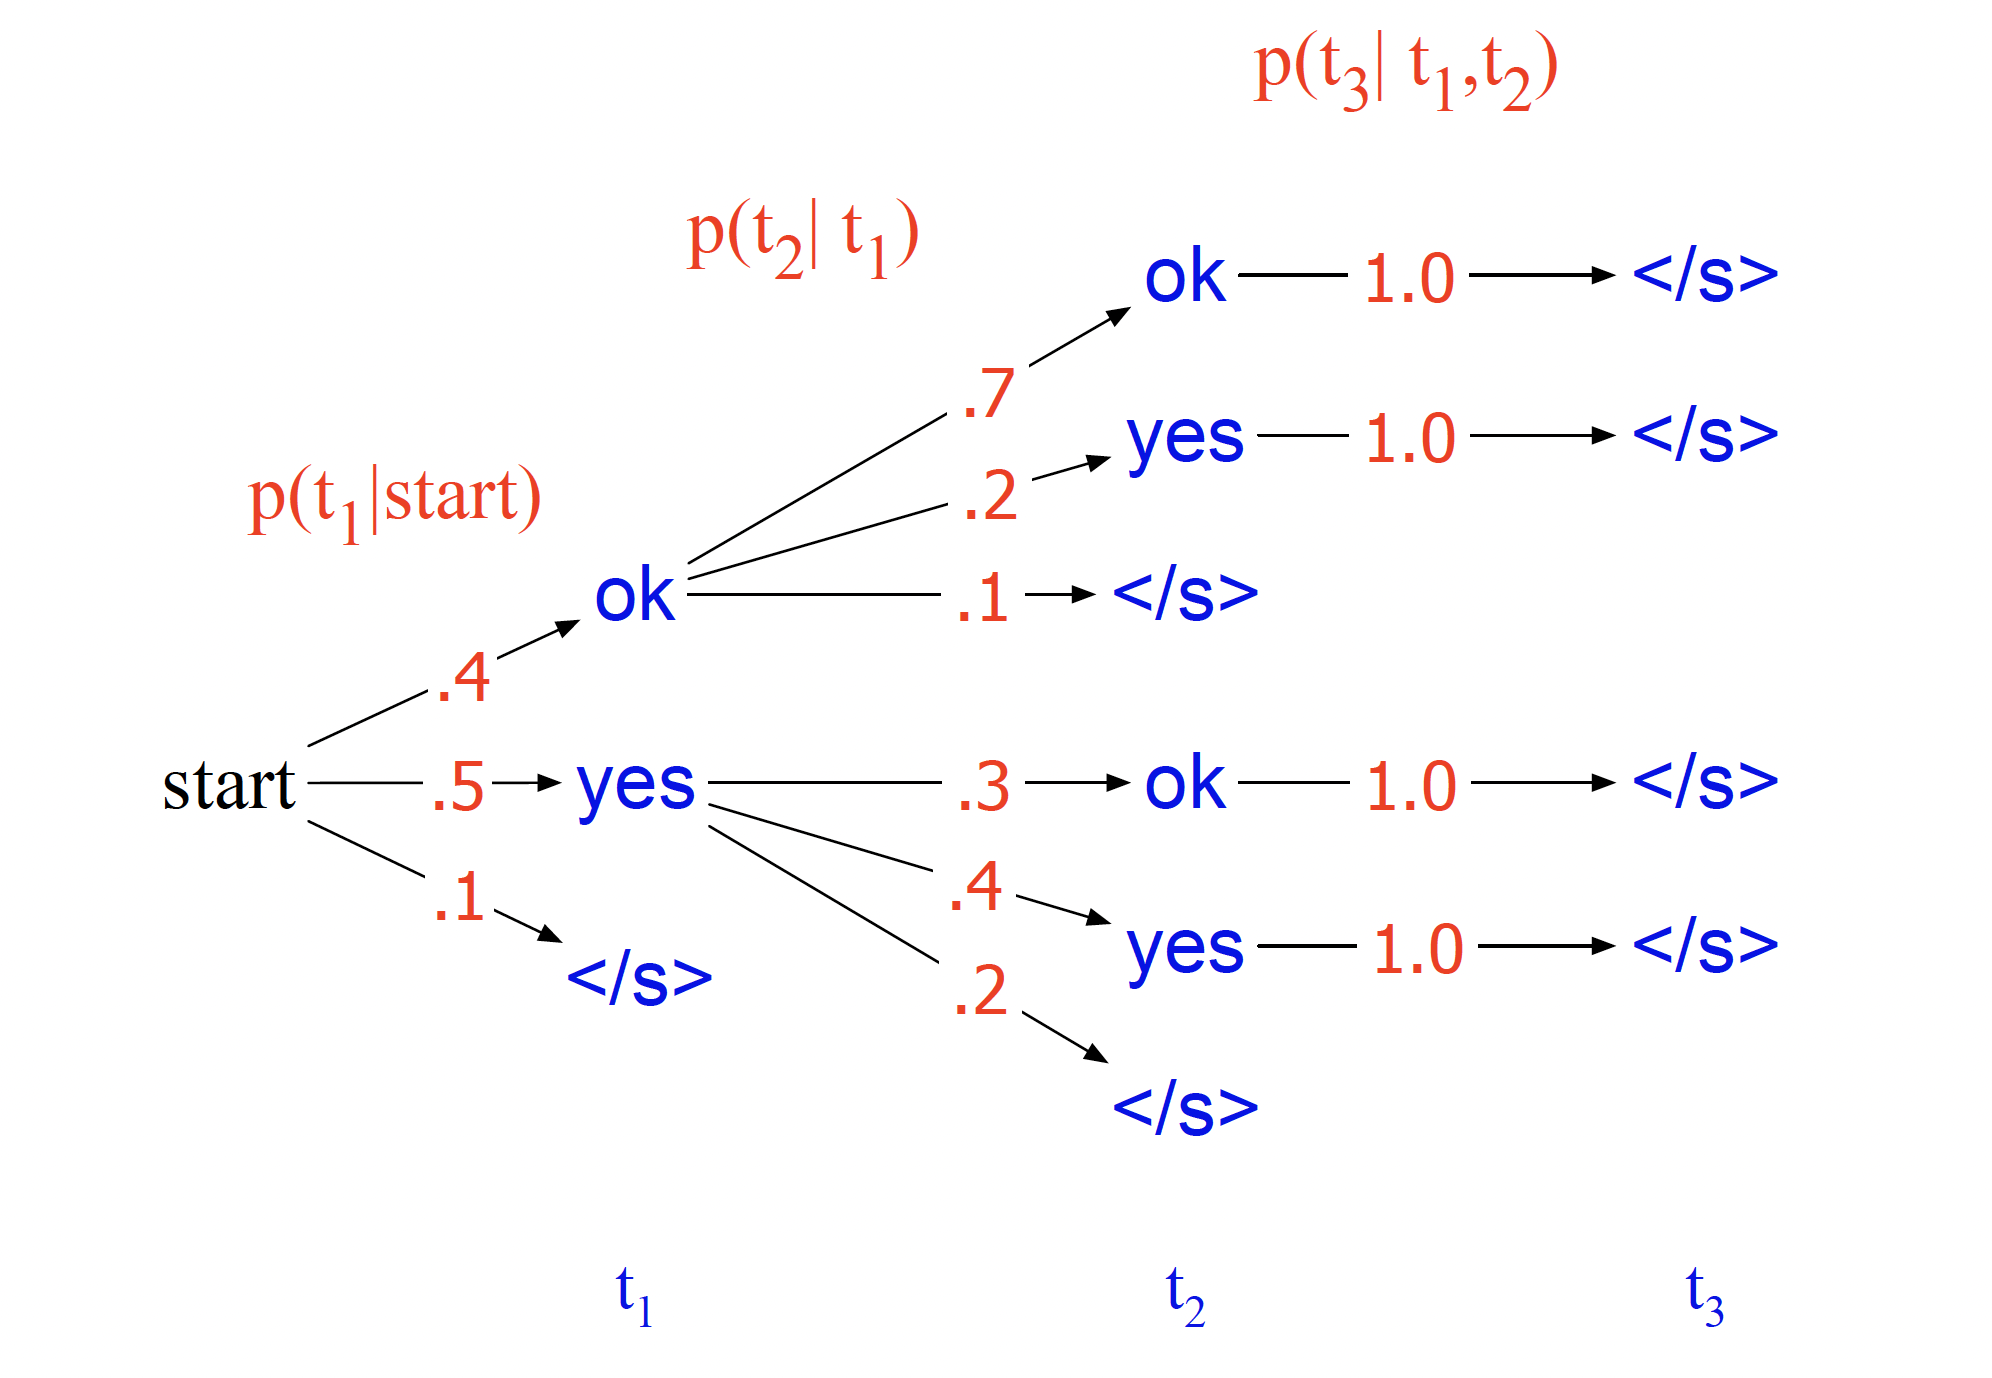 p(t₃| t₁,t₂)
p(t₂| t₁)
ok 1.0 </s>
.7
yes 1.0 </s>
p(t₁|start)
.2
ok .1 </s>
.4
start .5 yes .3 ok 1.0 </s>
.1 .4
yes 1.0 </s>
</s> .2
</s>
t₁ t₂ t₃